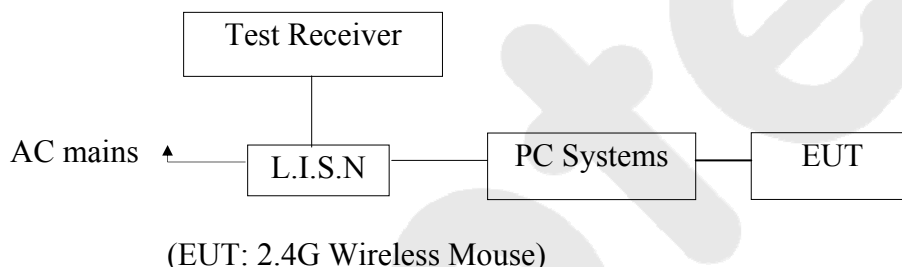 Test Receiver
AC mains
L.I.S.N
PC Systems
EUT
(EUT: 2.4G Wireless Mouse)